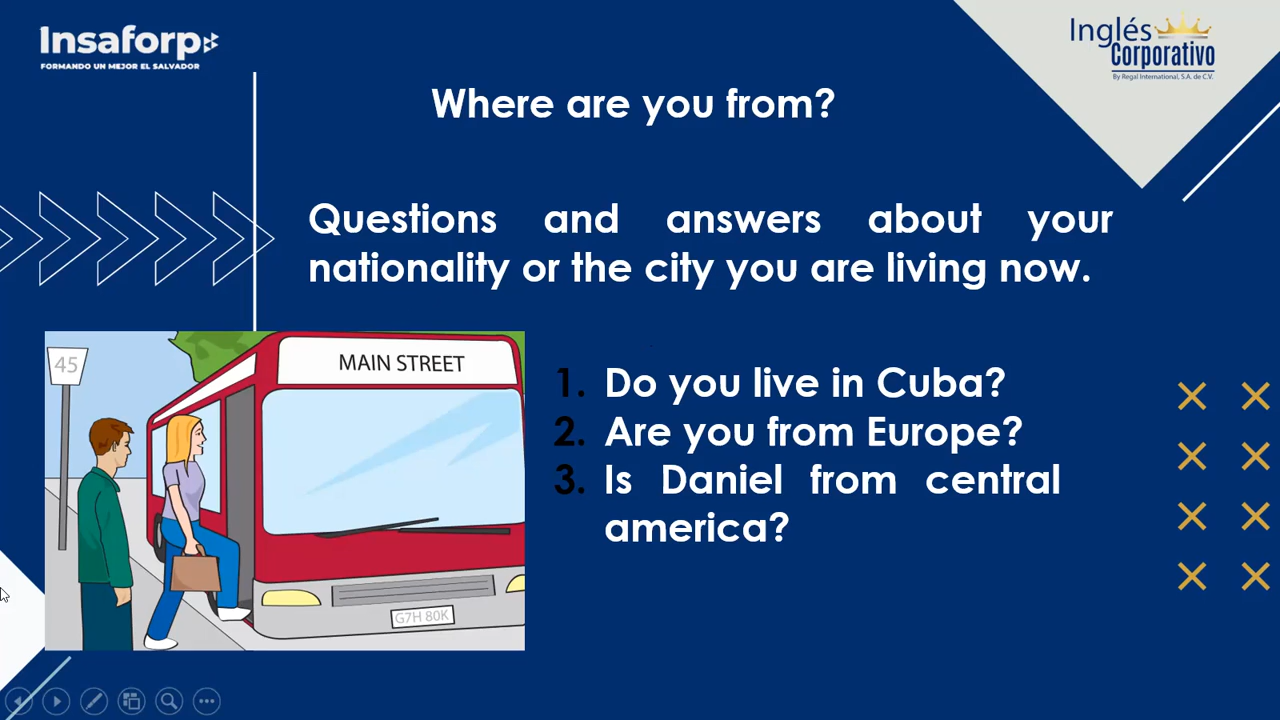 Insaforp
FORMANDO UN MEJOR EL SALVADOR
Inglés
Corporativo
By Regal International, S.A. de C.V.
Where are you from?
Questions and answers about your
nationality or the city you are living now.
45
MAIN STREET
G7H 80K
1. Do you live in Cuba?
2. Are you from Europe?
3. Is Daniel from central
america?